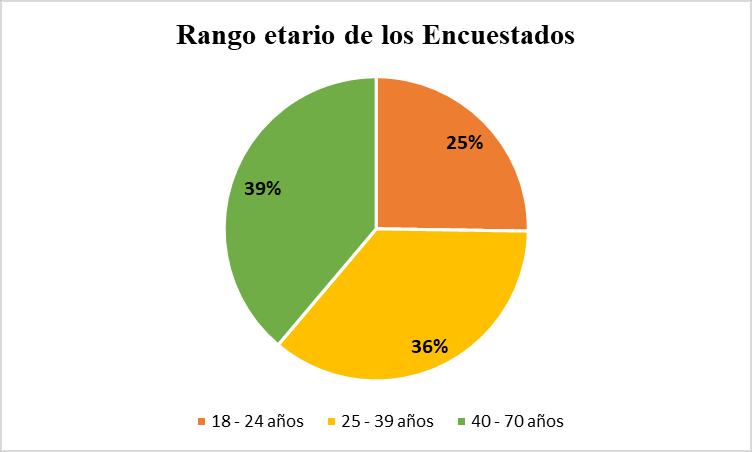 Rango etario de los Encuestados
25%
39%
36%
18 - 24 años
25 - 39 años
40 - 70 años